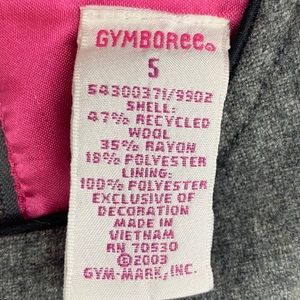 GYMBOREE®
5
54300371/9902
SHELL:
47% RECYCLED
WOOL
35% RAYON
18% POLYESTER
LINING:
100% POLYESTER
EXCLUSIVE OF
DECORATION
MADE IN
VIETNAM
RN 70530
©2003
GYM-MARK, INC.